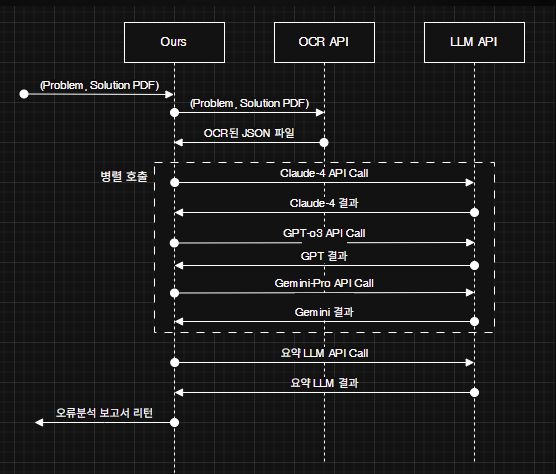 Ours
OCR API
LLM API
(Problem, Solution PDF)
(Problem, Solution PDF)
OCR된 JSON 파일
병렬 호출
Claude-4 API Call
Claude-4 결과
GPT-o3 API Call
GPT 결과
Gemini-Pro API Call
Gemini 결과
요약 LLM API Call
요약 LLM 결과
오류분석 보고서 리턴